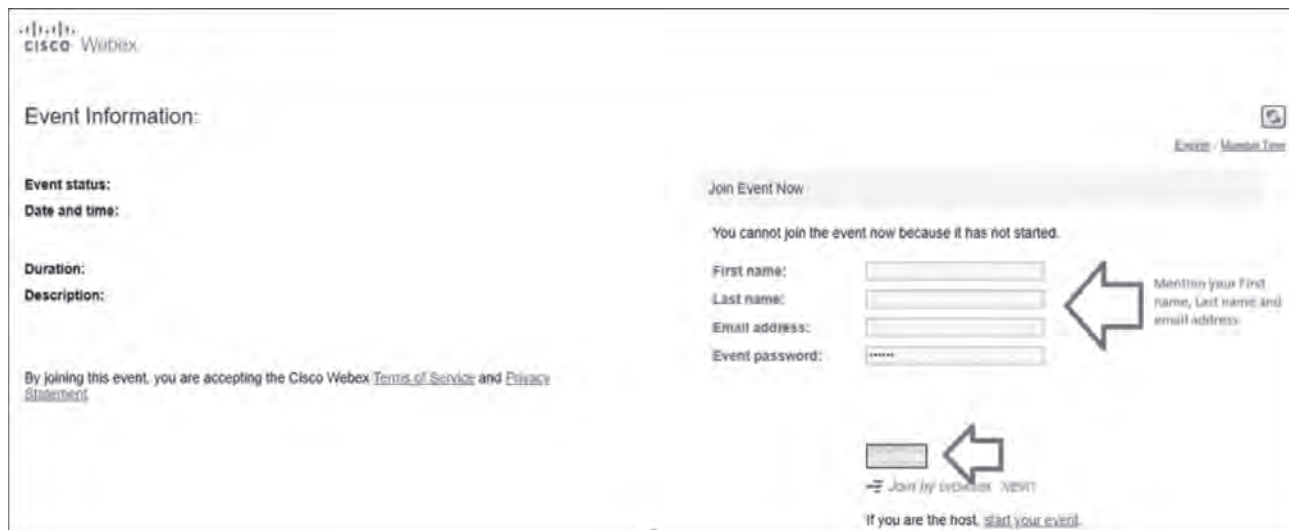 CISCO Webex
Event Information:
English : Mumbai Time
Event status:
Date and time:
Duration:
Description:
By joining this event, you are accepting the Cisco Webex Terms of Service and Privacy
Statement
Join Event Now
You cannot join the event now because it has not started.
First name:
Last name:
Email address:
Event password:
Mention your First
name, Last name and
email address
Join by browser NEW!
If you are the host, start your event.